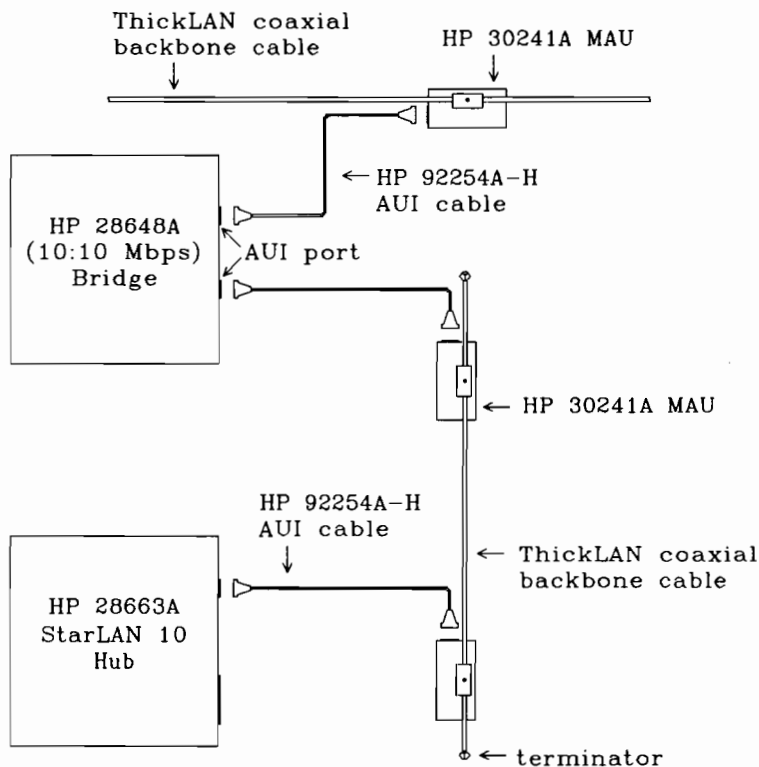 ThickLAN coaxial
backbone cable
HP 30241A MAU
HP 92254A-H
AUI cable
HP 28648A
(10:10 Mbps)
Bridge
AUI port
HP 30241A MAU
HP 92254A-H
AUI cable
ThickLAN coaxial
backbone cable
HP 28663A
StarLAN 10
Hub
terminator